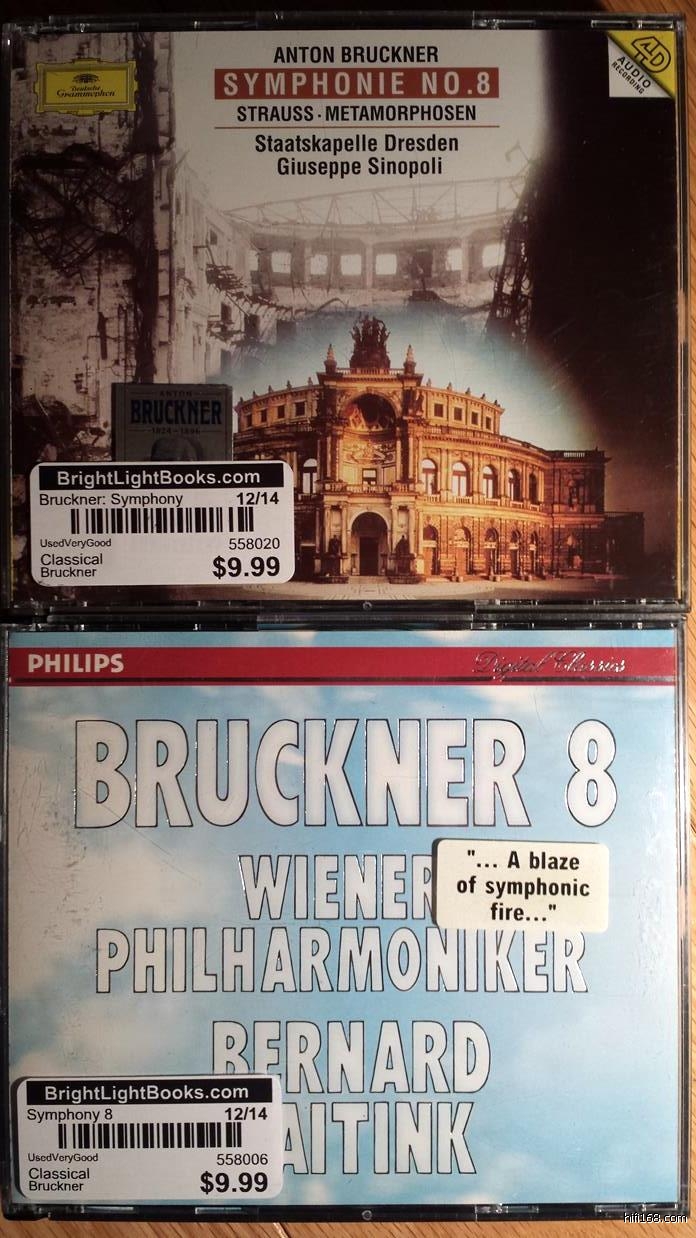 ANTON BRUCKNER
SYMPHONIE NO.8
STRAUSS · METAMORPHOSEN
Staatskapelle Dresden
Giuseppe Sinopoli
Deutsche
Grammophon
4D
AUDIO
RECORDING
ANTON
BRUCKNER
1824 - 1896
BrightLightBooks.com
Bruckner: Symphony 12/14
UsedVeryGood 558020
Classical
Bruckner $9.99
PHILIPS Digital Classics
BRUCKNER 8
WIENER
PHILHARMONIKER
"... A blaze
of symphonic
fire..."
BERNARD
AITINK
BrightLightBooks.com
Symphony 8 12/14
UsedVeryGood 558006
Classical
Bruckner $9.99
hifi168.com